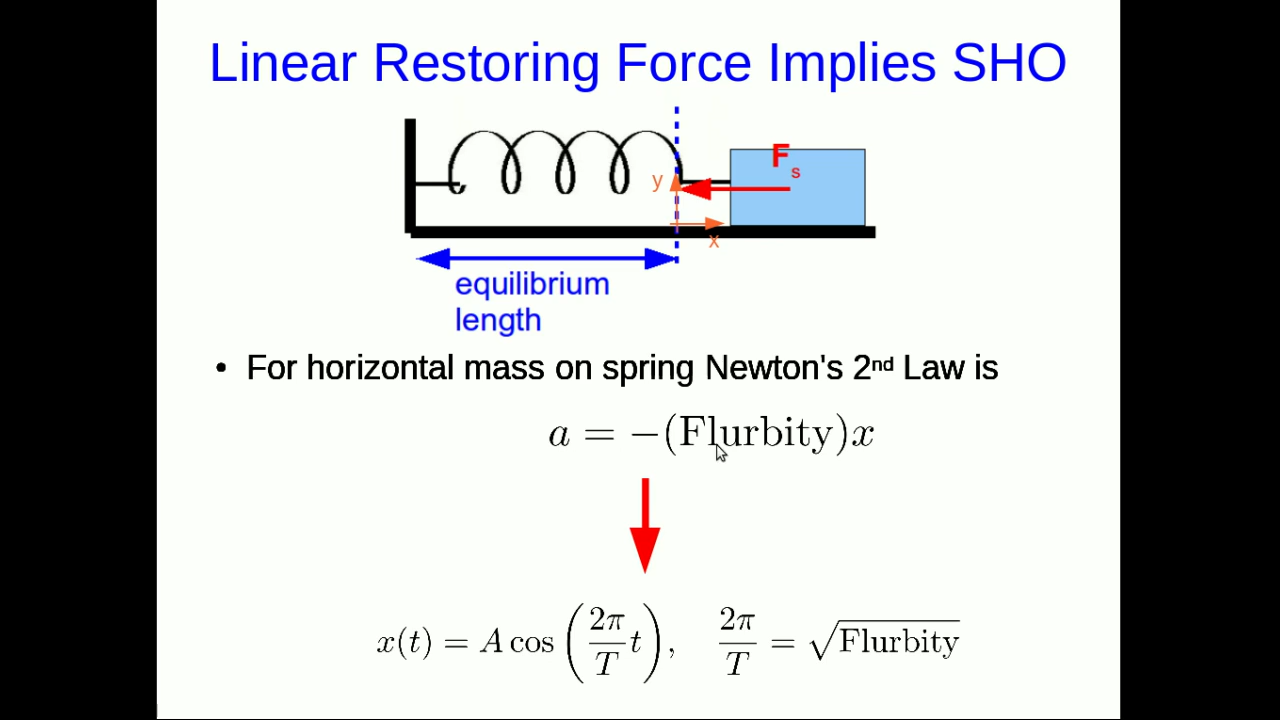 Linear Restoring Force Implies SHO
F_s
y
x
equilibrium
length
• For horizontal mass on spring Newton's 2nd Law is
a = −(Flurbity)x
x(t) = A cos(2π/T t), 2π/T = √Flurbity